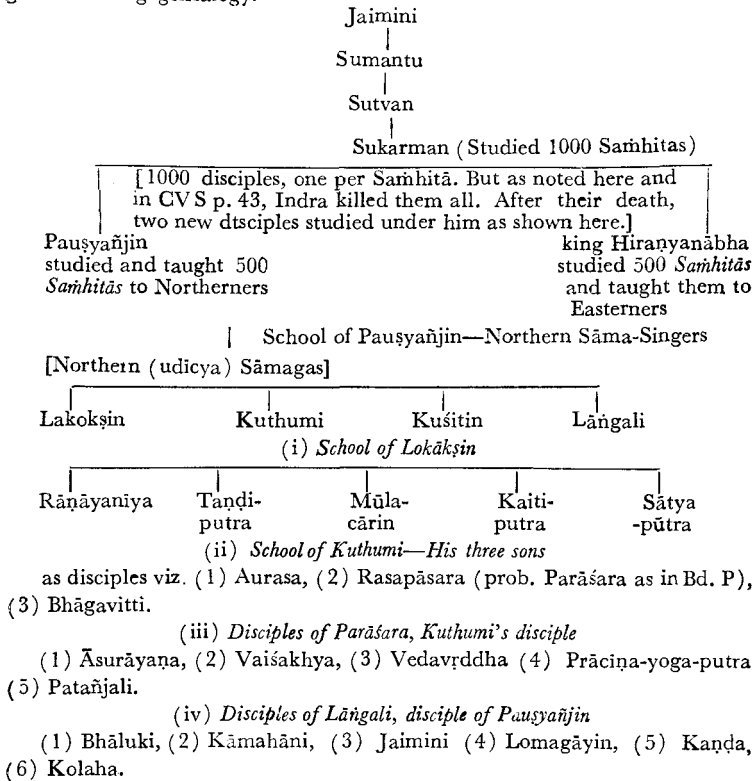 Jaimini
Sumantu
Sutvan
Sukarman (Studied 1000 Saṁhitas)
[1000 disciples, one per Saṁhitā. But as noted here and
in CVS p. 43, Indra killed them all. After their death,
two new dtsciples studied under him as shown here.]
Pauṣyañjin king Hiraṇyanābha
studied and taught 500 studied 500 Saṁhitās
Saṁhitās to Northerners and taught them to
Easterners
School of Pauṣyañjin—Northern Sāma-Singers
[Northern (udīcya) Sāmagas]
Lakokṣin Kuthumi Kuśitin Lāṅgali
(i) School of Lokākṣin
Rāṇāyanīya Taṇḍi- Mūla- Kaiti- Sātya
putra cārin putra -pūtra
(ii) School of Kuthumi—His three sons
as disciples viz. (1) Aurasa, (2) Rasapāsara (prob. Parāśara as in Bd. P),
(3) Bhāgavitti.
(iii) Disciples of Parāśara, Kuthumi's disciple
(1) Āsurāyaṇa, (2) Vaiśakhya, (3) Vedavṛddha (4) Prāciṇa-yoga-putra
(5) Patañjali.
(iv) Disciples of Lāṅgali, disciple of Pauṣyañjin
(1) Bhāluki, (2) Kāmahāni, (3) Jaimini (4) Lomagāyin, (5) Kaṇḍa,
(6) Kolaha.